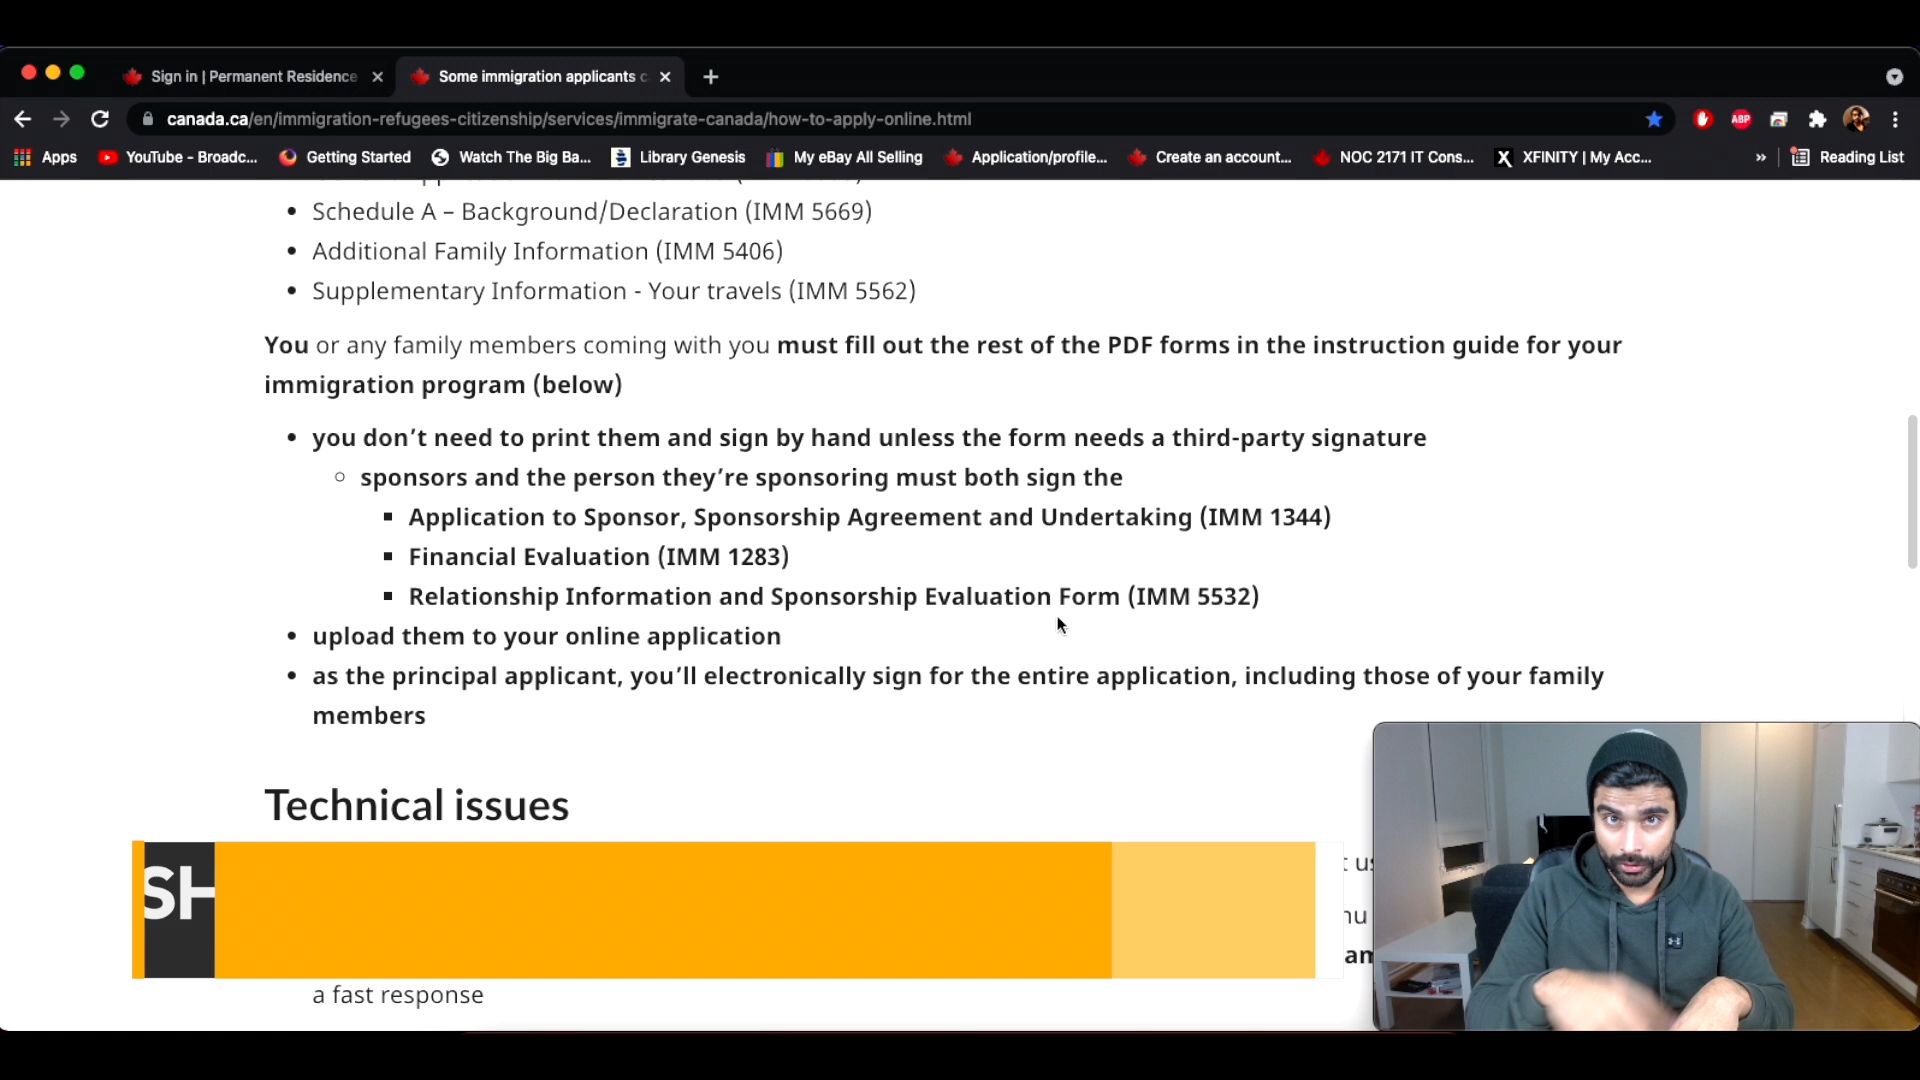 Sign in | Permanent Residence
Some immigration applicants
canada.ca/en/immigration-refugees-citizenship/services/immigrate-canada/how-to-apply-online.html
ABP
Apps
YouTube - Broadc...
Getting Started
Watch The Big Ba...
Library Genesis
My eBay All Selling
Application/profile...
Create an account...
NOC 2171 IT Cons...
X
XFINITY | My Acc...
»
Reading List
• Schedule A – Background/Declaration (IMM 5669)
• Additional Family Information (IMM 5406)
• Supplementary Information - Your travels (IMM 5562)
You or any family members coming with you must fill out the rest of the PDF forms in the instruction guide for your
immigration program (below)
• you don’t need to print them and sign by hand unless the form needs a third-party signature
○ sponsors and the person they’re sponsoring must both sign the
▪ Application to Sponsor, Sponsorship Agreement and Undertaking (IMM 1344)
▪ Financial Evaluation (IMM 1283)
▪ Relationship Information and Sponsorship Evaluation Form (IMM 5532)
• upload them to your online application
• as the principal applicant, you’ll electronically sign for the entire application, including those of your family
members
Technical issues
SH
a fast response